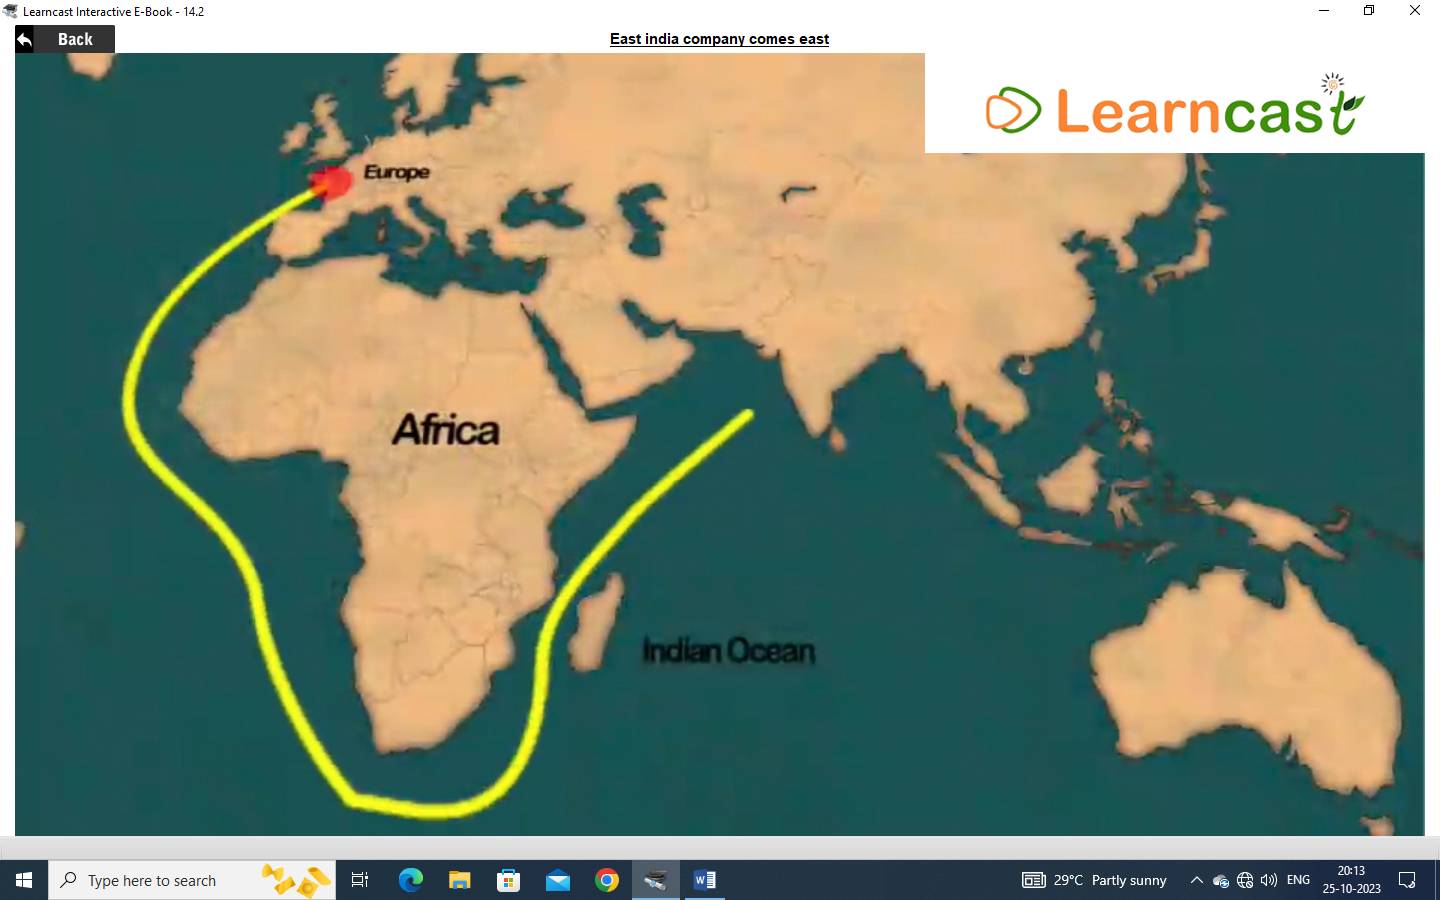 Learncast Interactive E-Book - 14.2
Back
East india company comes east
Learncast
Europe
Africa
Indian Ocean
Type here to search
29°C Partly sunny
ENG
20:13
25-10-2023